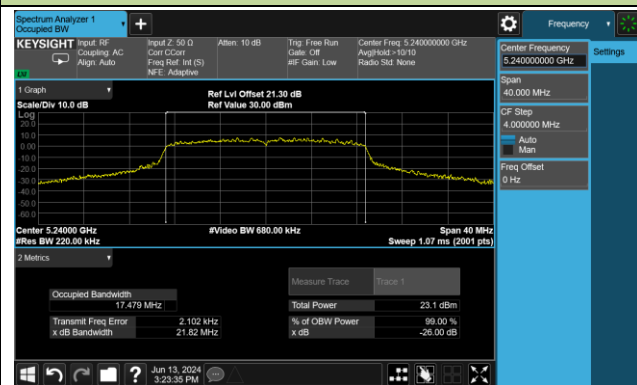 Spectrum Analyzer 1
Occupied BW
Frequency
KEYSIGHT
Input: RF
Coupling: AC
Align: Auto
Input Z: 50 Ω
Corr CCorr
Freq Ref: Int (S)
NFE: Adaptive
Atten: 10 dB
Trig: Free Run
Gate: Off
#IF Gain: Low
Center Freq: 5.240000000 GHz
Avg|Hold:>10/10
Radio Std: None
Center Frequency
5.240000000 GHz
Settings
Span
40.000 MHz
CF Step
4.000000 MHz
Auto
Man
Freq Offset
0 Hz
1 Graph
Scale/Div 10.0 dB
Ref Lvl Offset 21.30 dB
Ref Value 30.00 dBm
Log
20.0
10.0
0.00
-10.0
-20.0
-30.0
-40.0
-50.0
-60.0
Center 5.24000 GHz
#Video BW 680.00 kHz
Span 40 MHz
#Res BW 220.00 kHz
Sweep 1.07 ms (2001 pts)
2 Metrics
Measure Trace
Trace 1
Occupied Bandwidth
17.479 MHz
Total Power
23.1 dBm
Transmit Freq Error
2.102 kHz
% of OBW Power
99.00 %
x dB Bandwidth
21.82 MHz
x dB
-26.00 dB
?
Jun 13, 2024
3:23:35 PM